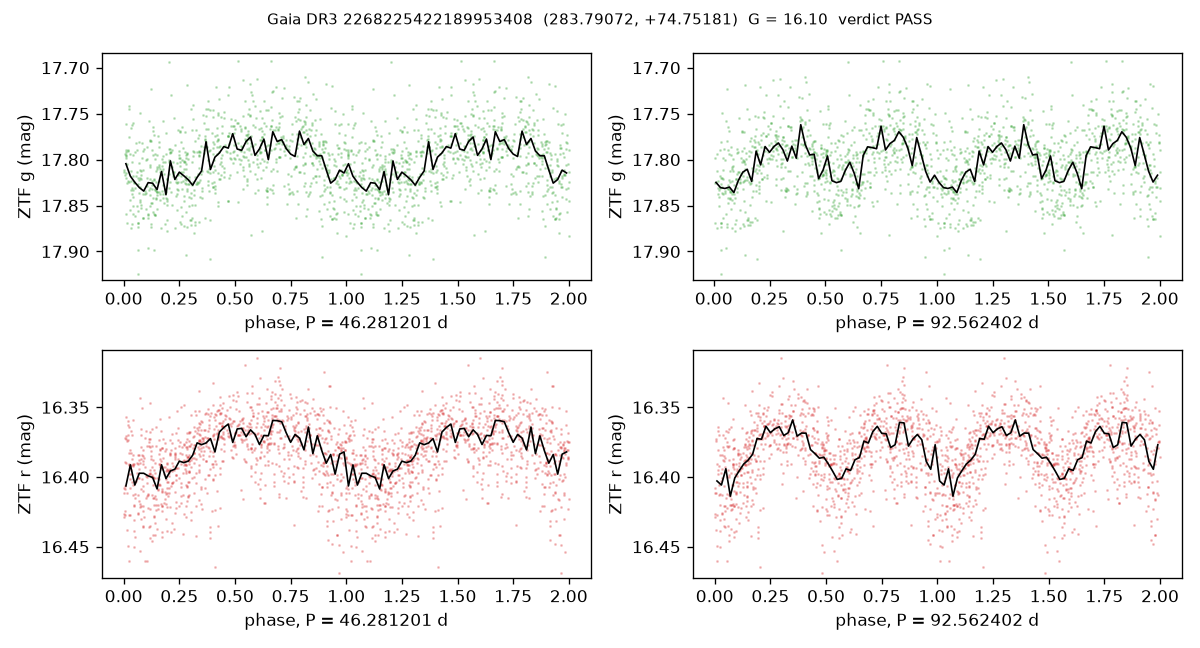 Gaia DR3 2268225422189953408  (283.79072, +74.75181)  G = 16.10  verdict PASS
17.70
17.75
17.80
17.85
17.90
ZTF g (mag)
0.00 0.25 0.50 0.75 1.00 1.25 1.50 1.75 2.00
phase, P = 46.281201 d
17.70
17.75
17.80
17.85
17.90
ZTF g (mag)
0.00 0.25 0.50 0.75 1.00 1.25 1.50 1.75 2.00
phase, P = 92.562402 d
16.35
16.40
16.45
ZTF r (mag)
0.00 0.25 0.50 0.75 1.00 1.25 1.50 1.75 2.00
phase, P = 46.281201 d
16.35
16.40
16.45
ZTF r (mag)
0.00 0.25 0.50 0.75 1.00 1.25 1.50 1.75 2.00
phase, P = 92.562402 d